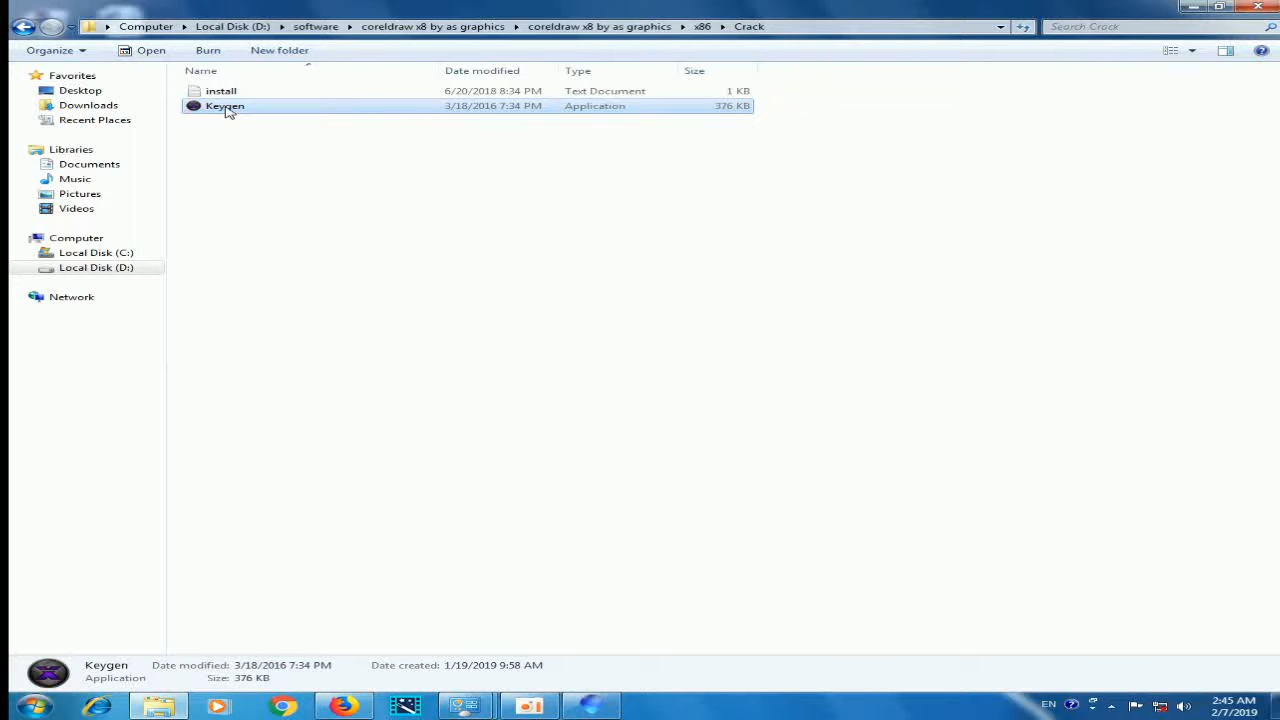 Computer Local Disk (D:) software coreldraw x8 by as graphics coreldraw x8 by as graphics x86 Crack Search Crack
Organize Open Burn New folder
Name Date modified Type Size
install 6/20/2018 8:34 PM Text Document 1 KB
Keygen 3/18/2016 7:34 PM Application 376 KB
Favorites
Desktop
Downloads
Recent Places
Libraries
Documents
Music
Pictures
Videos
Computer
Local Disk (C:)
Local Disk (D:)
Network
Keygen Date modified: 3/18/2016 7:34 PM Date created: 1/19/2019 9:58 AM
Application Size: 376 KB
EN 2:45 AM
2/7/2019